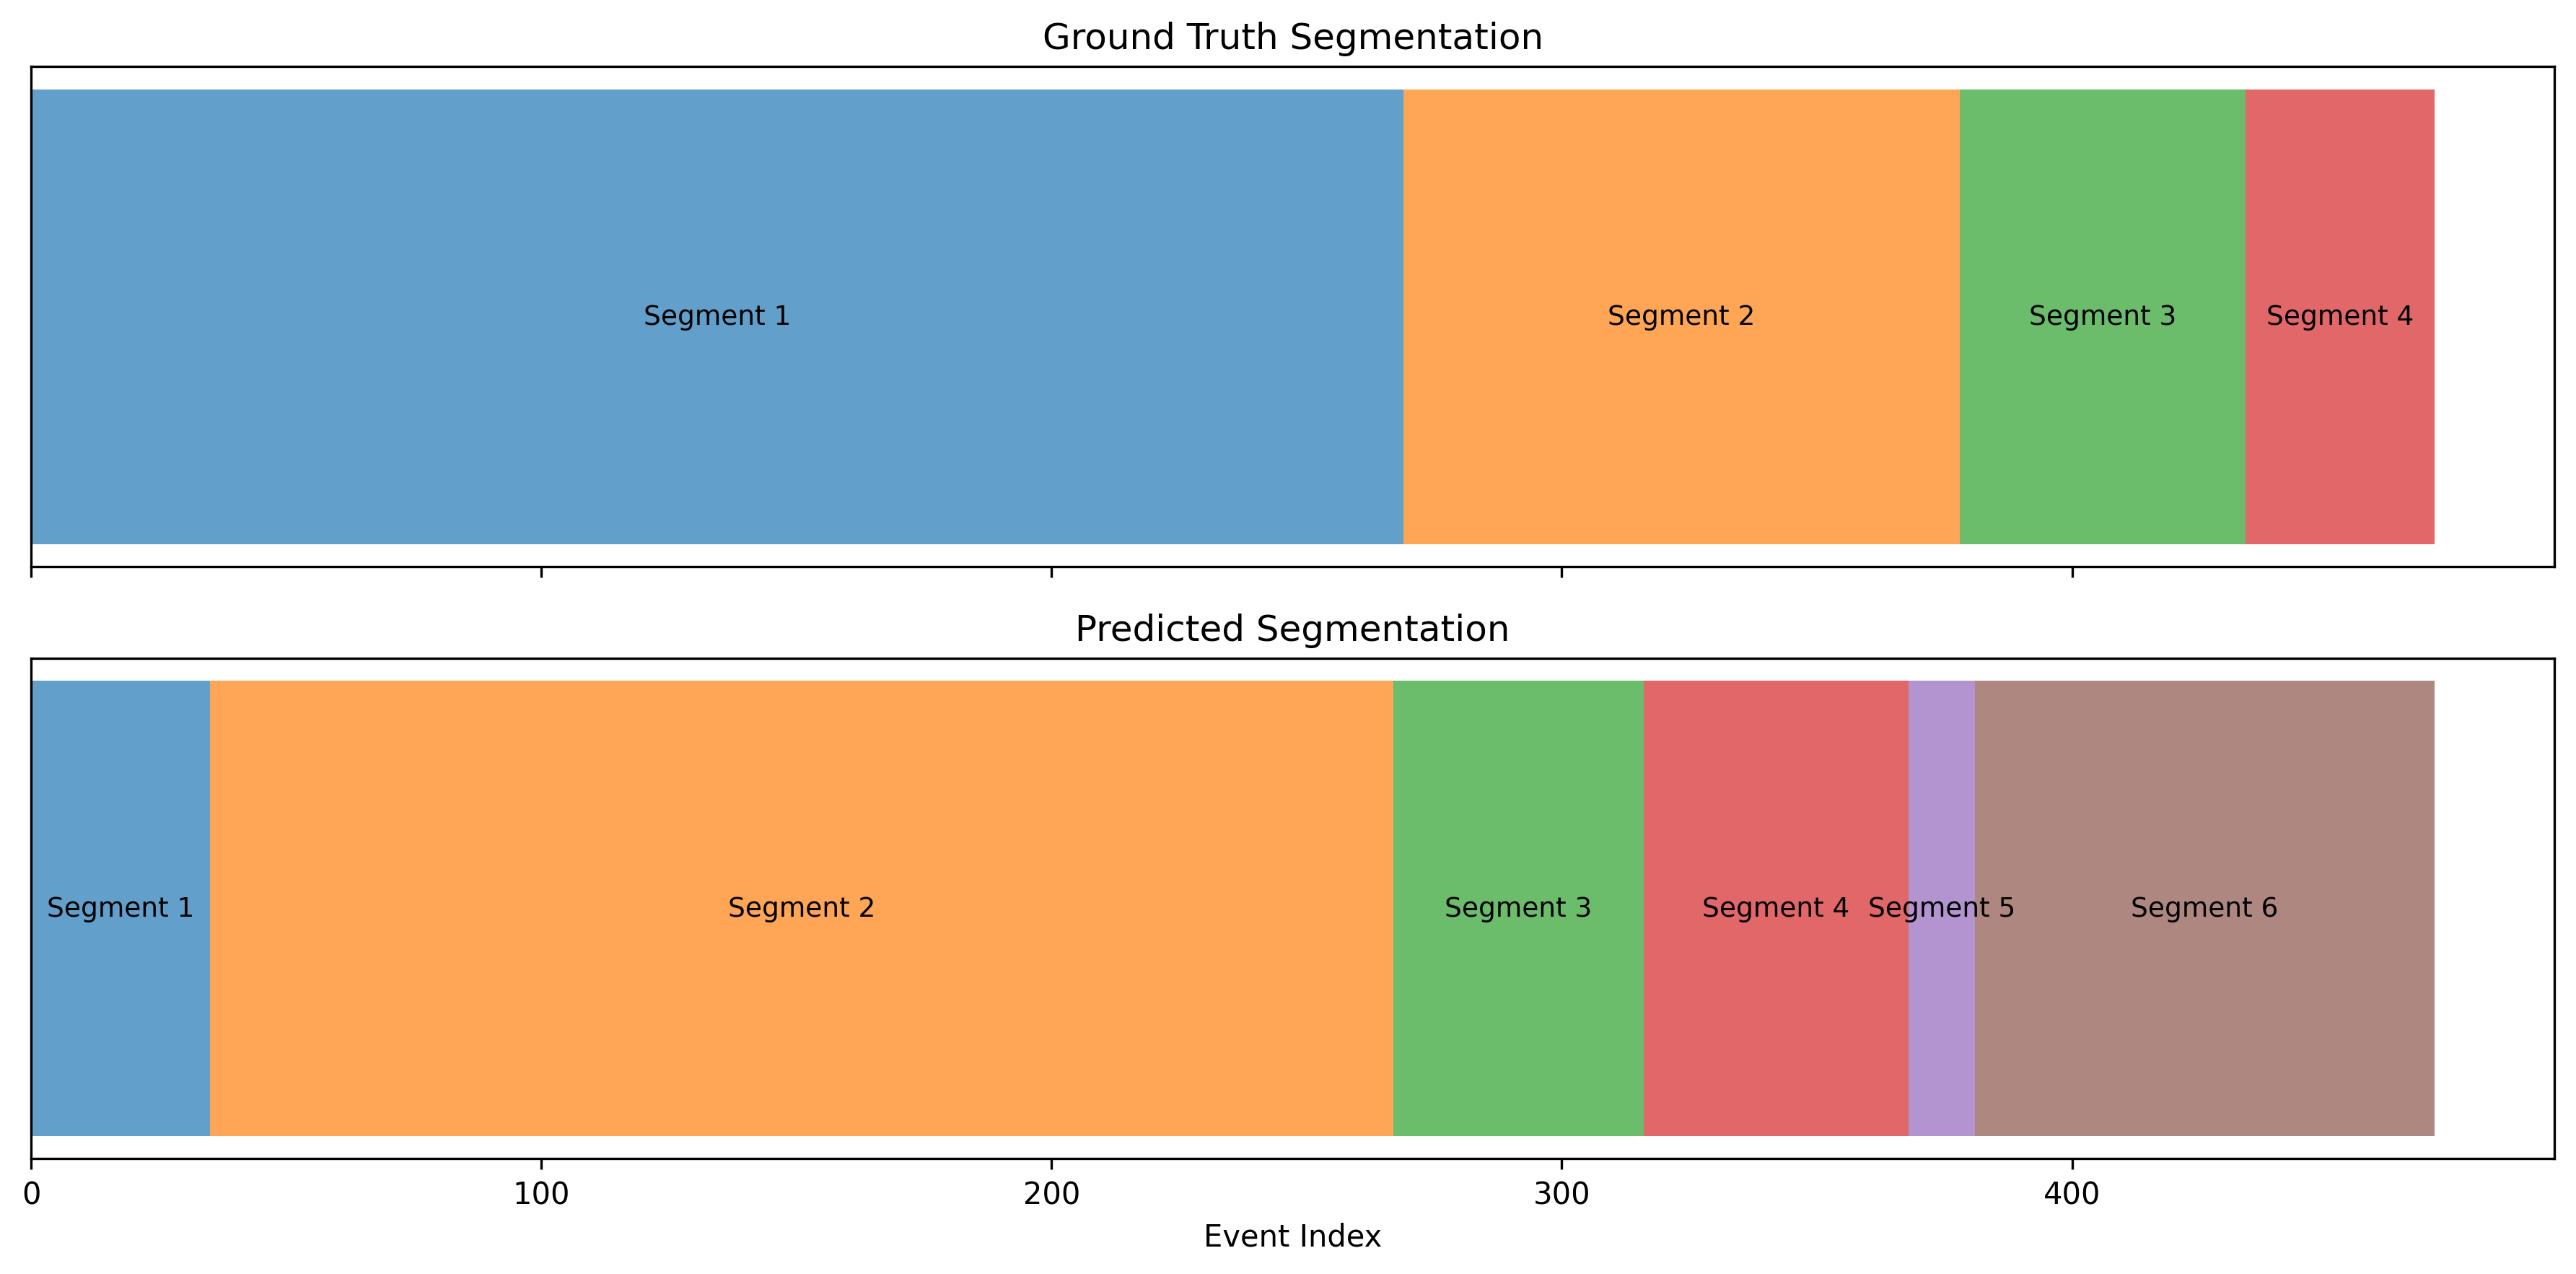 Ground Truth Segmentation
Segment 1 Segment 2 Segment 3 Segment 4
Predicted Segmentation
Segment 1 Segment 2 Segment 3 Segment 4 Segment 5 Segment 6
0 100 200 300 400
Event Index